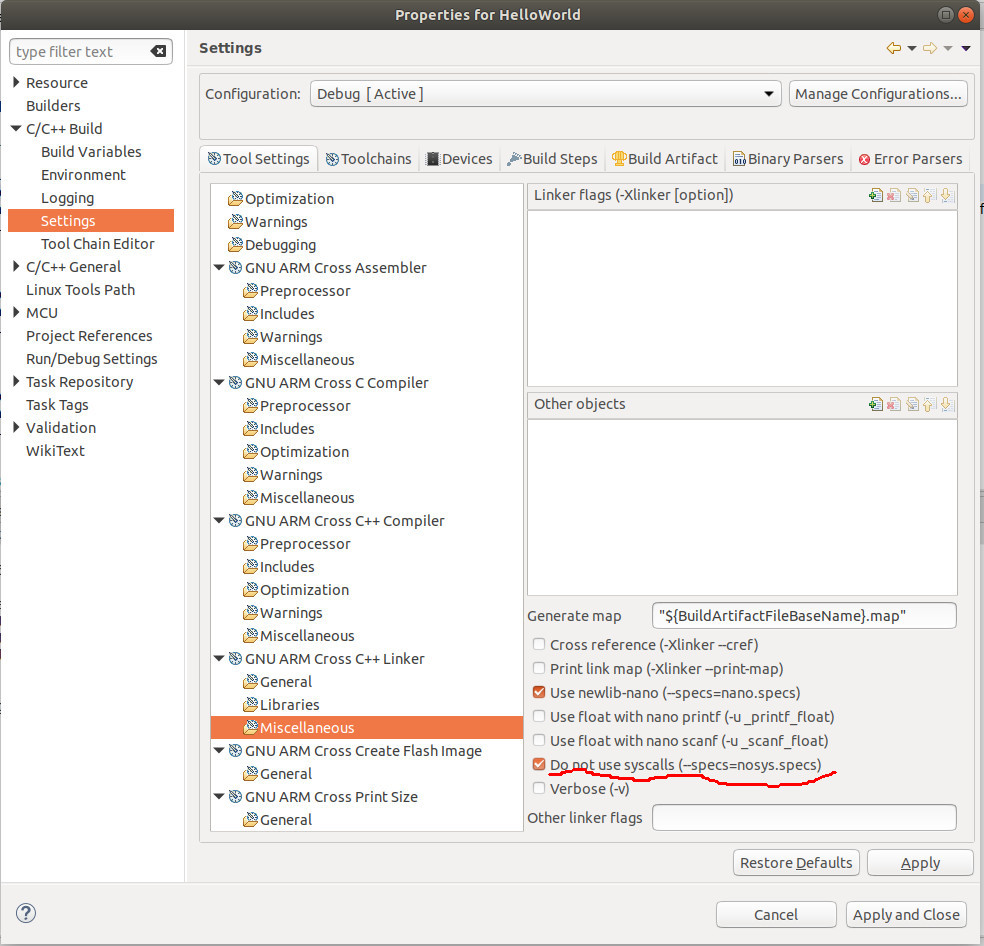 Properties for HelloWorld
type filter text
Resource
Builders
C/C++ Build
Build Variables
Environment
Logging
Settings
Tool Chain Editor
C/C++ General
Linux Tools Path
MCU
Project References
Run/Debug Settings
Task Repository
Task Tags
Validation
WikiText
Settings
Configuration: Debug [ Active ] Manage Configurations...
Tool Settings Toolchains Devices Build Steps Build Artifact Binary Parsers Error Parsers
Optimization
Warnings
Debugging
GNU ARM Cross Assembler
Preprocessor
Includes
Warnings
Miscellaneous
GNU ARM Cross C Compiler
Preprocessor
Includes
Optimization
Warnings
Miscellaneous
GNU ARM Cross C++ Compiler
Preprocessor
Includes
Optimization
Warnings
Miscellaneous
GNU ARM Cross C++ Linker
General
Libraries
Miscellaneous
GNU ARM Cross Create Flash Image
General
GNU ARM Cross Print Size
General
Linker flags (-Xlinker [option])
Other objects
Generate map "${BuildArtifactFileBaseName}.map"
Cross reference (-Xlinker --cref)
Print link map (-Xlinker --print-map)
Use newlib-nano (--specs=nano.specs)
Use float with nano printf (-u _printf_float)
Use float with nano scanf (-u _scanf_float)
Do not use syscalls (--specs=nosys.specs)
Verbose (-v)
Other linker flags
Restore Defaults Apply
Cancel Apply and Close